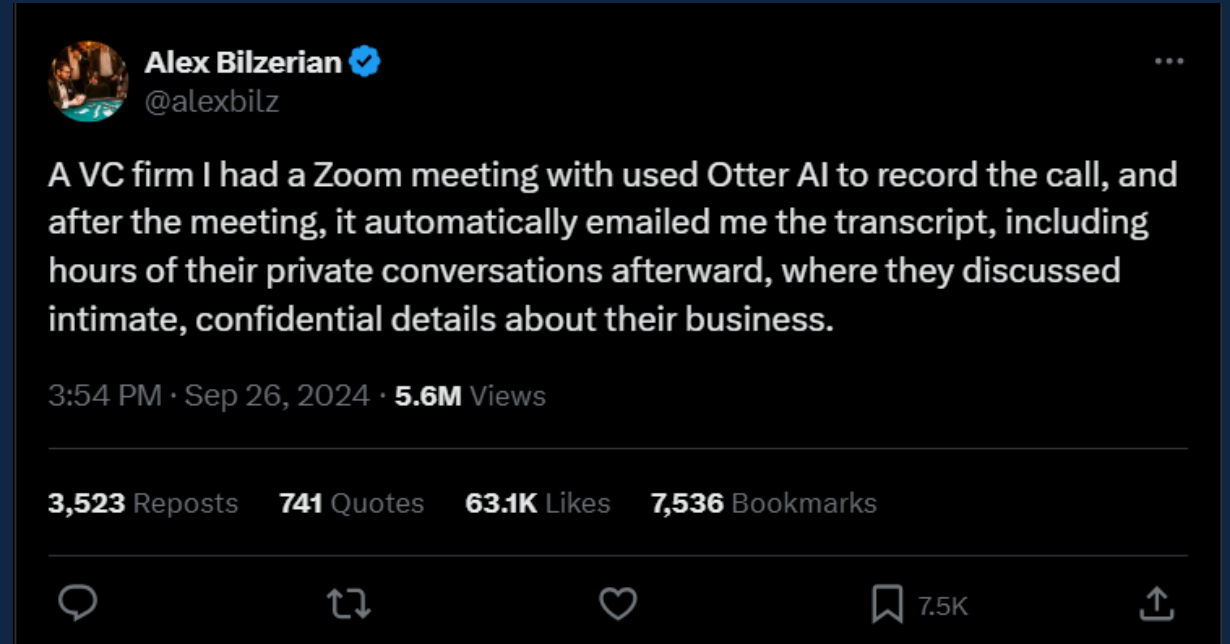 Alex Bilzerian
@alexbilz
A VC firm I had a Zoom meeting with used Otter AI to record the call, and
after the meeting, it automatically emailed me the transcript, including
hours of their private conversations afterward, where they discussed
intimate, confidential details about their business.
3:54 PM · Sep 26, 2024 · 5.6M Views
3,523 Reposts 741 Quotes 63.1K Likes 7,536 Bookmarks
7.5K